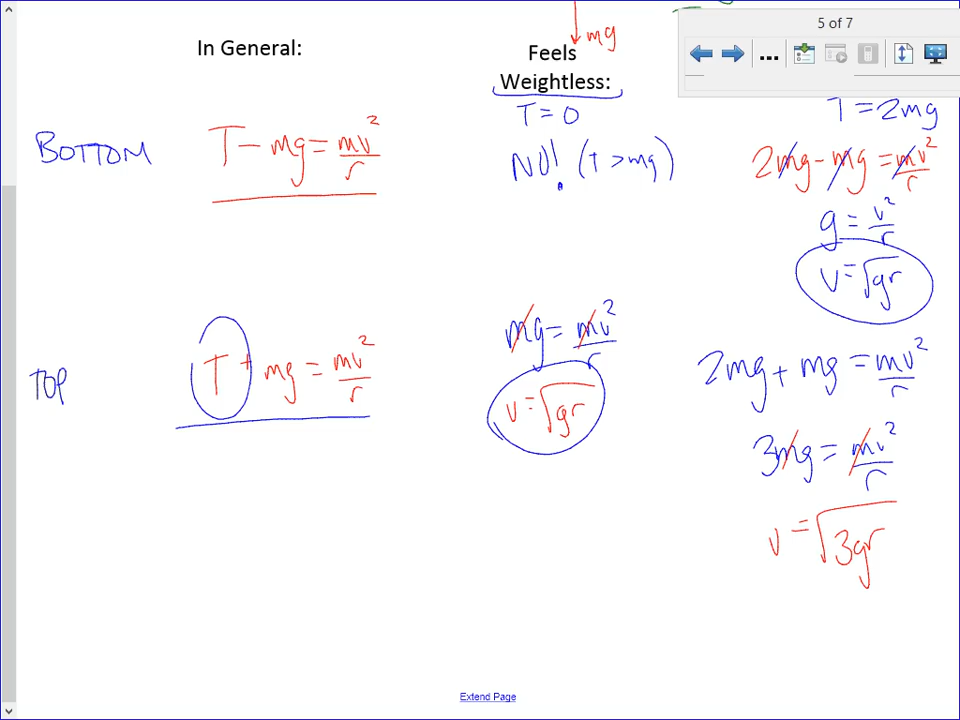 mg
5 of 7
In General:
Feels
Weightless:
T = 0
T = 2mg
BOTTOM
T - mg = mv²/r
NO! (T > mg)
2mg - mg = mv²/r
g = v²/r
v = √gr
TOP
T + mg = mv²/r
mg = mv²/r
v = √gr
2mg + mg = mv²/r
3mg = mv²/r
v = √3gr
Extend Page